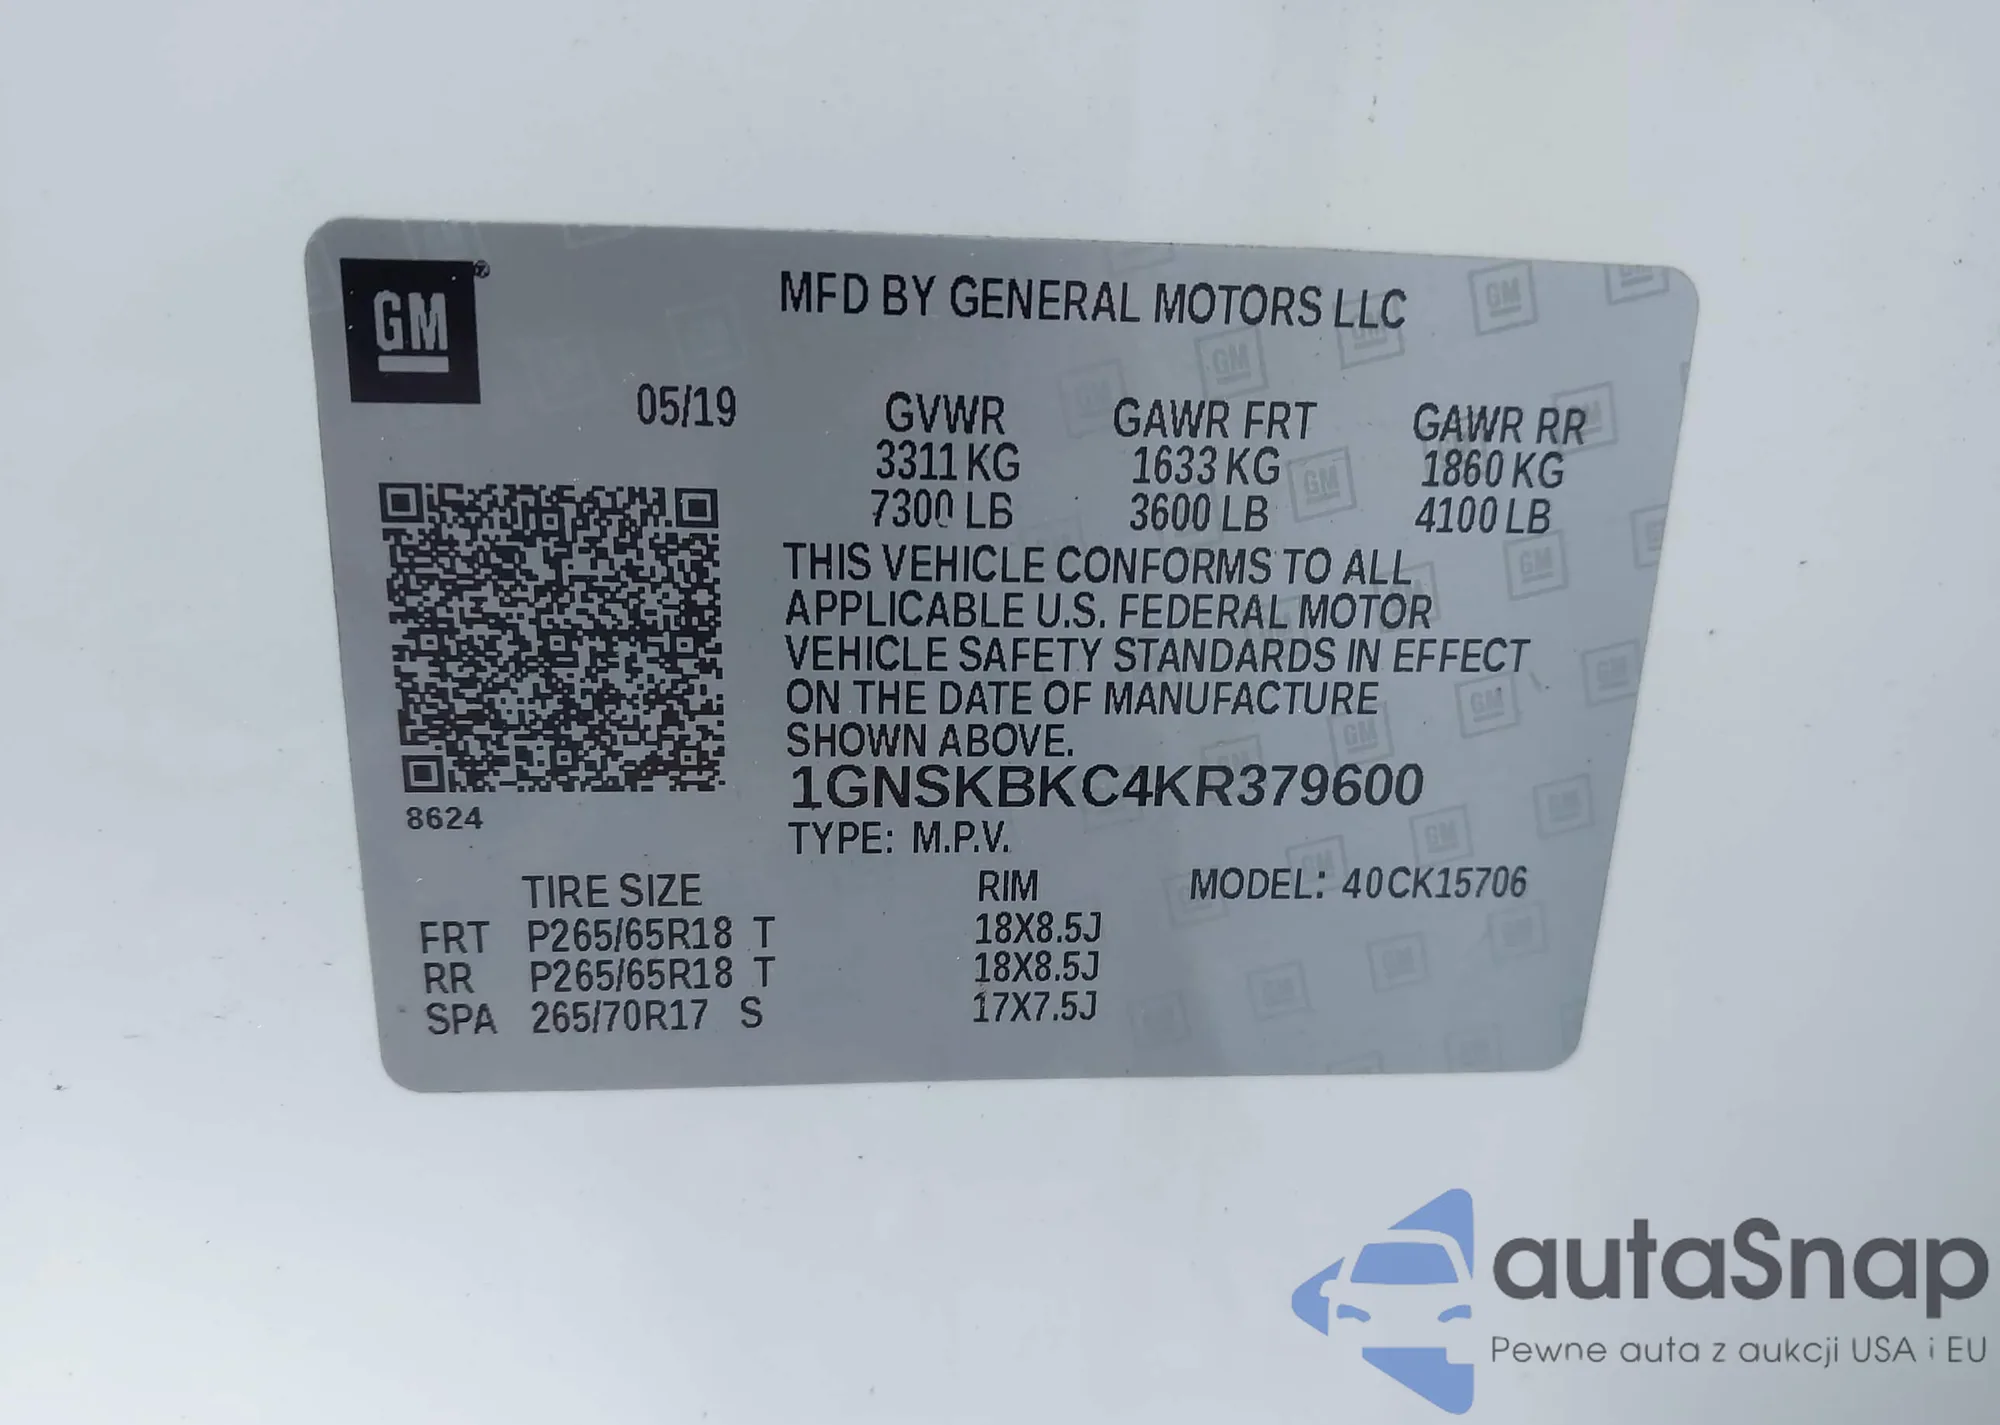 GM
MFD BY GENERAL MOTORS LLC
05/19
GVWR GAWR FRT GAWR RR
3311 KG 1633 KG 1860 KG
7300 LB 3600 LB 4100 LB
THIS VEHICLE CONFORMS TO ALL
APPLICABLE U.S. FEDERAL MOTOR
VEHICLE SAFETY STANDARDS IN EFFECT
ON THE DATE OF MANUFACTURE
SHOWN ABOVE.
1GNSKBKC4KR379600
8624
TYPE: M.P.V.
TIRE SIZE RIM MODEL: 40CK15706
FRT P265/65R18 T 18X8.5J
RR P265/65R18 T 18X8.5J
SPA 265/70R17 S 17X7.5J
autaSnap
Pewne auta z aukcji USA i EU